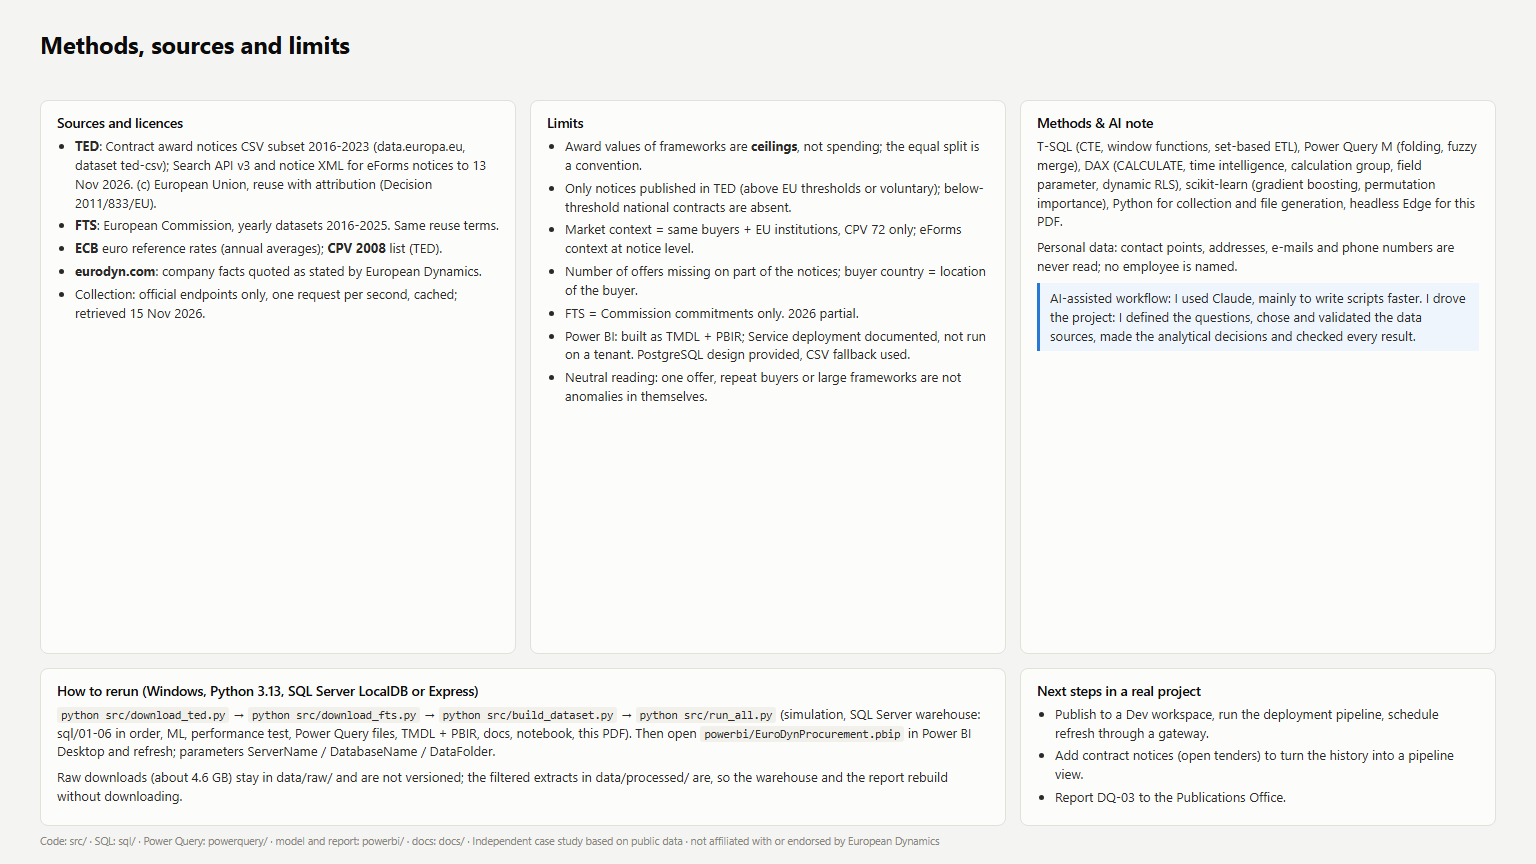 Methods, sources and limits
Sources and licences
• TED: Contract award notices CSV subset 2016-2023 (data.europa.eu,
dataset ted-csv); Search API v3 and notice XML for eForms notices to 13
Nov 2026. (c) European Union, reuse with attribution (Decision
2011/833/EU).
• FTS: European Commission, yearly datasets 2016-2025. Same reuse terms.
• ECB euro reference rates (annual averages); CPV 2008 list (TED).
• eurodyn.com: company facts quoted as stated by European Dynamics.
• Collection: official endpoints only, one request per second, cached;
retrieved 15 Nov 2026.
Limits
• Award values of frameworks are ceilings, not spending; the equal split is
a convention.
• Only notices published in TED (above EU thresholds or voluntary); below-
threshold national contracts are absent.
• Market context = same buyers + EU institutions, CPV 72 only; eForms
context at notice level.
• Number of offers missing on part of the notices; buyer country = location
of the buyer.
• FTS = Commission commitments only. 2026 partial.
• Power BI: built as TMDL + PBIR; Service deployment documented, not run
on a tenant. PostgreSQL design provided, CSV fallback used.
• Neutral reading: one offer, repeat buyers or large frameworks are not
anomalies in themselves.
Methods & AI note
T-SQL (CTE, window functions, set-based ETL), Power Query M (folding, fuzzy
merge), DAX (CALCULATE, time intelligence, calculation group, field
parameter, dynamic RLS), scikit-learn (gradient boosting, permutation
importance), Python for collection and file generation, headless Edge for this
PDF.
Personal data: contact points, addresses, e-mails and phone numbers are
never read; no employee is named.
AI-assisted workflow: I used Claude, mainly to write scripts faster. I drove
the project: I defined the questions, chose and validated the data
sources, made the analytical decisions and checked every result.
How to rerun (Windows, Python 3.13, SQL Server LocalDB or Express)
python src/download_ted.py → python src/download_fts.py → python src/build_dataset.py → python src/run_all.py (simulation, SQL Server warehouse:
sql/01-06 in order, ML, performance test, Power Query files, TMDL + PBIR, docs, notebook, this PDF). Then open powerbi/EuroDynProcurement.pbip in Power BI
Desktop and refresh; parameters ServerName / DatabaseName / DataFolder.
Raw downloads (about 4.6 GB) stay in data/raw/ and are not versioned; the filtered extracts in data/processed/ are, so the warehouse and the report rebuild
without downloading.
Next steps in a real project
• Publish to a Dev workspace, run the deployment pipeline, schedule
refresh through a gateway.
• Add contract notices (open tenders) to turn the history into a pipeline
view.
• Report DQ-03 to the Publications Office.
Code: src/ · SQL: sql/ · Power Query: powerquery/ · model and report: powerbi/ · docs: docs/ · Independent case study based on public data · not affiliated with or endorsed by European Dynamics